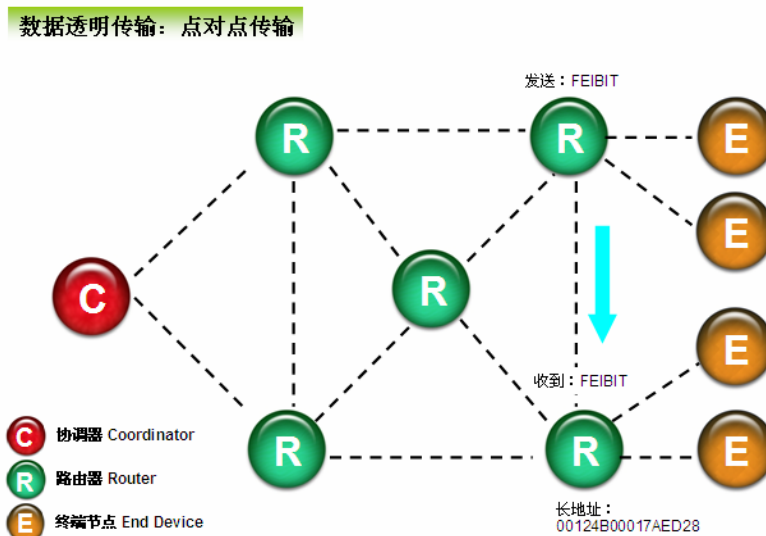 数据透明传输：点对点传输
发送：FEIBIT
R
R
E
E
R
C
E
收到：FEIBIT
R
R
E
C 协调器 Coordinator
R 路由器 Router
E 终端节点 End Device
长地址：
00124B00017AED28